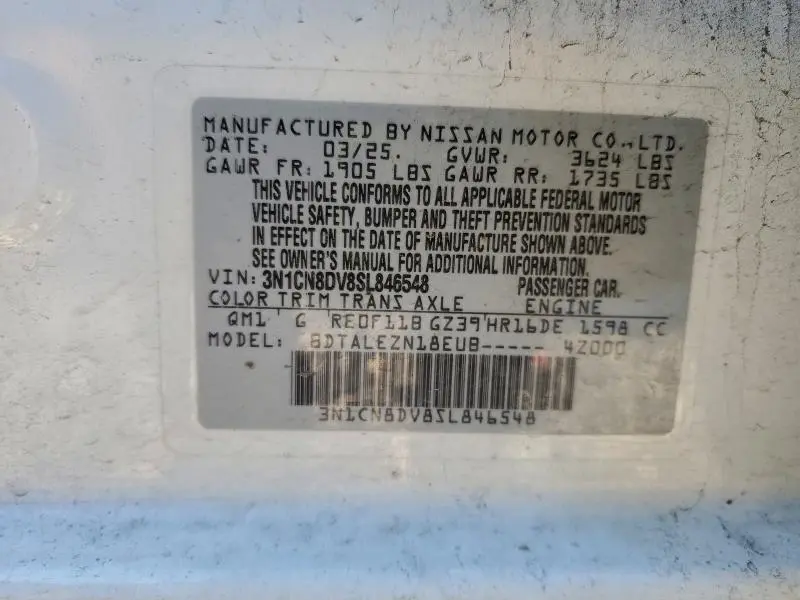 MANUFACTURED BY NISSAN MOTOR CO., LTD.
DATE: 03/25. GVWR: 3624 LBS
GAWR FR: 1905 LBS GAWR RR: 1735 LBS
THIS VEHICLE CONFORMS TO ALL APPLICABLE FEDERAL MOTOR
VEHICLE SAFETY, BUMPER AND THEFT PREVENTION STANDARDS
IN EFFECT ON THE DATE OF MANUFACTURE SHOWN ABOVE.
SEE OWNER'S MANUAL FOR ADDITIONAL INFORMATION.
VIN: 3N1CN8DV8SL846548 PASSENGER CAR.
COLOR TRIM TRANS AXLE ENGINE
QM1 G RE0F11B GZ39 HR16DE 1598 CC
MODEL: BDTALEZN18EUB----- 4Z000
3N1CN8DV8SL846548